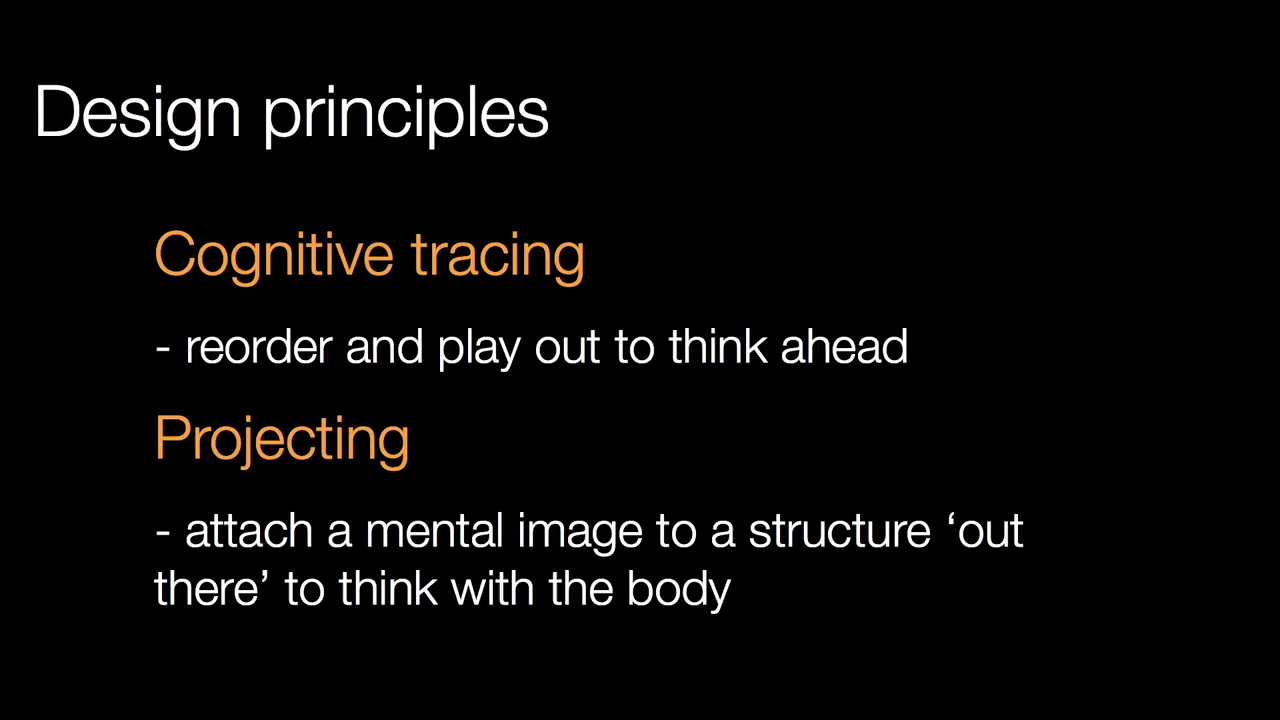 Design principles
Cognitive tracing
- reorder and play out to think ahead
Projecting
- attach a mental image to a structure ‘out
there’ to think with the body